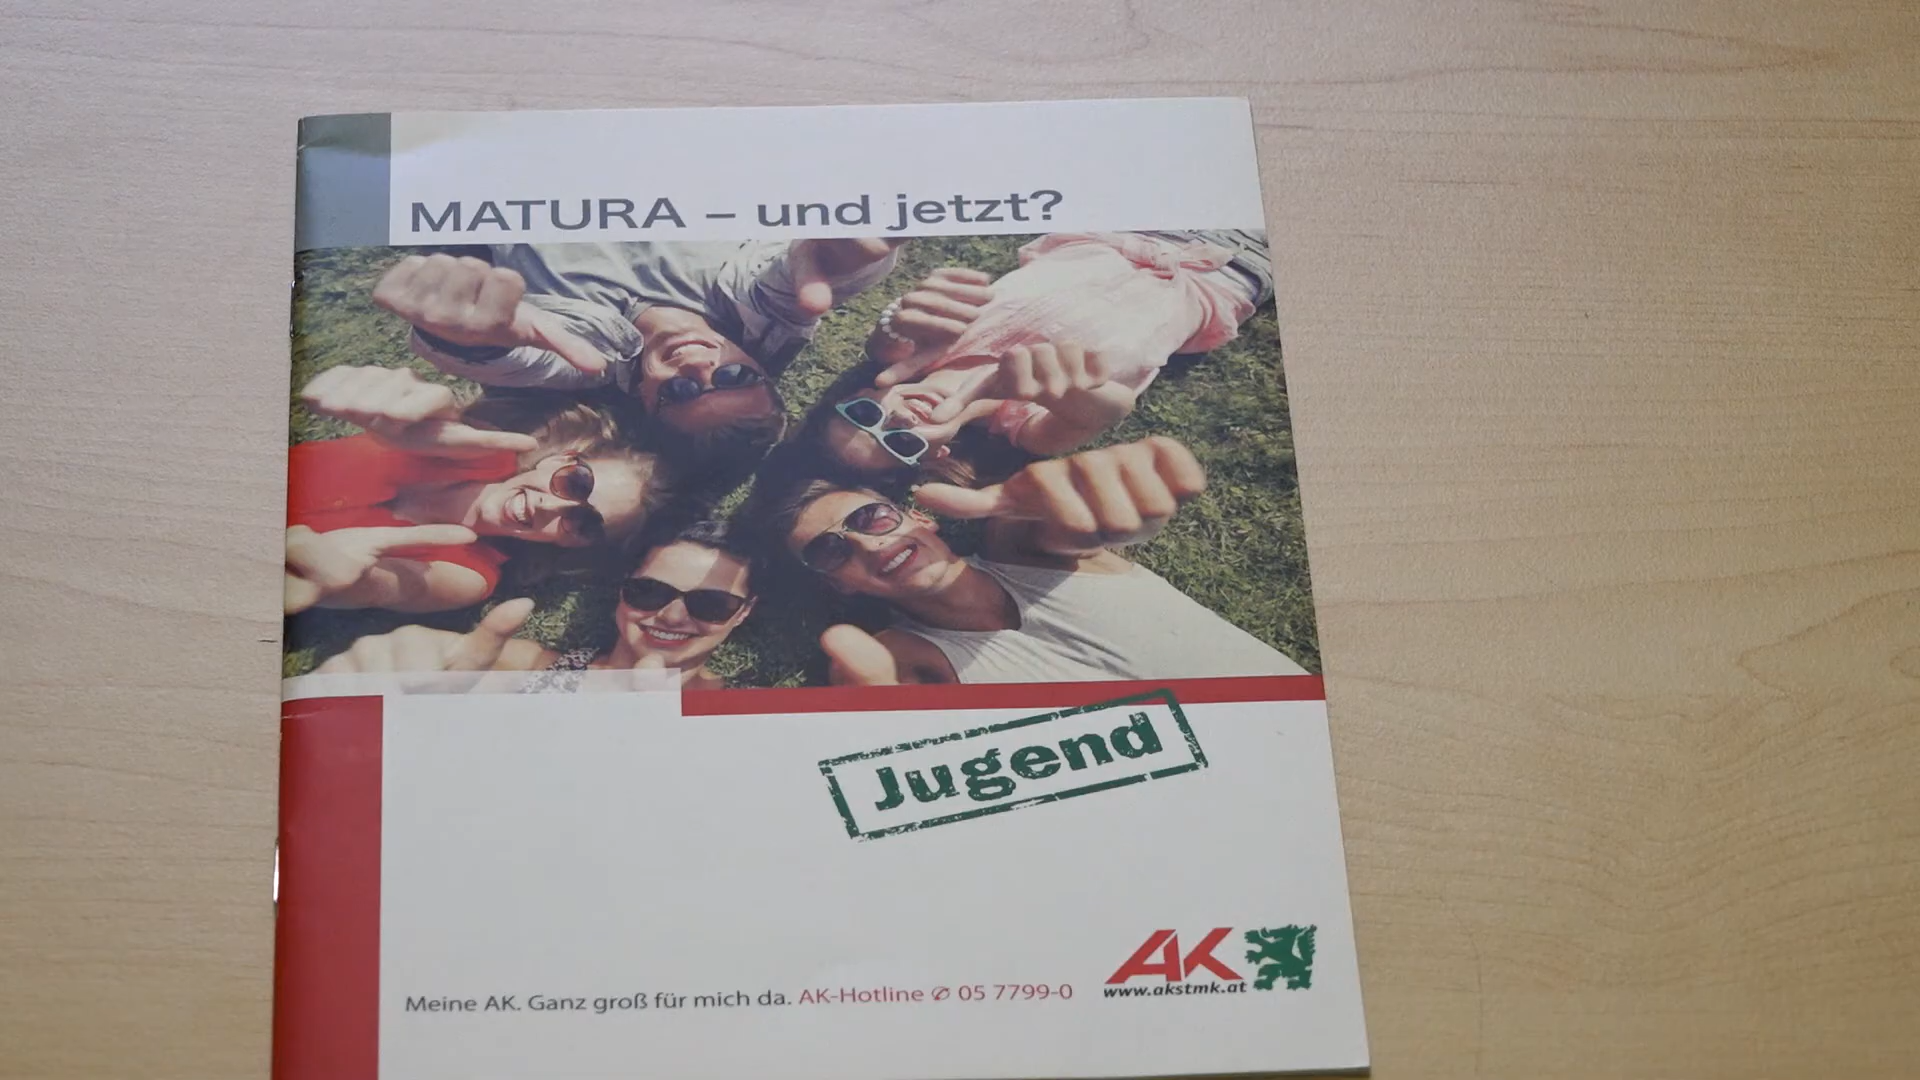 MATURA – und jetzt?
Jugend
AK
www.akstmk.at
Meine AK. Ganz groß für mich da. AK-Hotline ✆ 05 7799-0